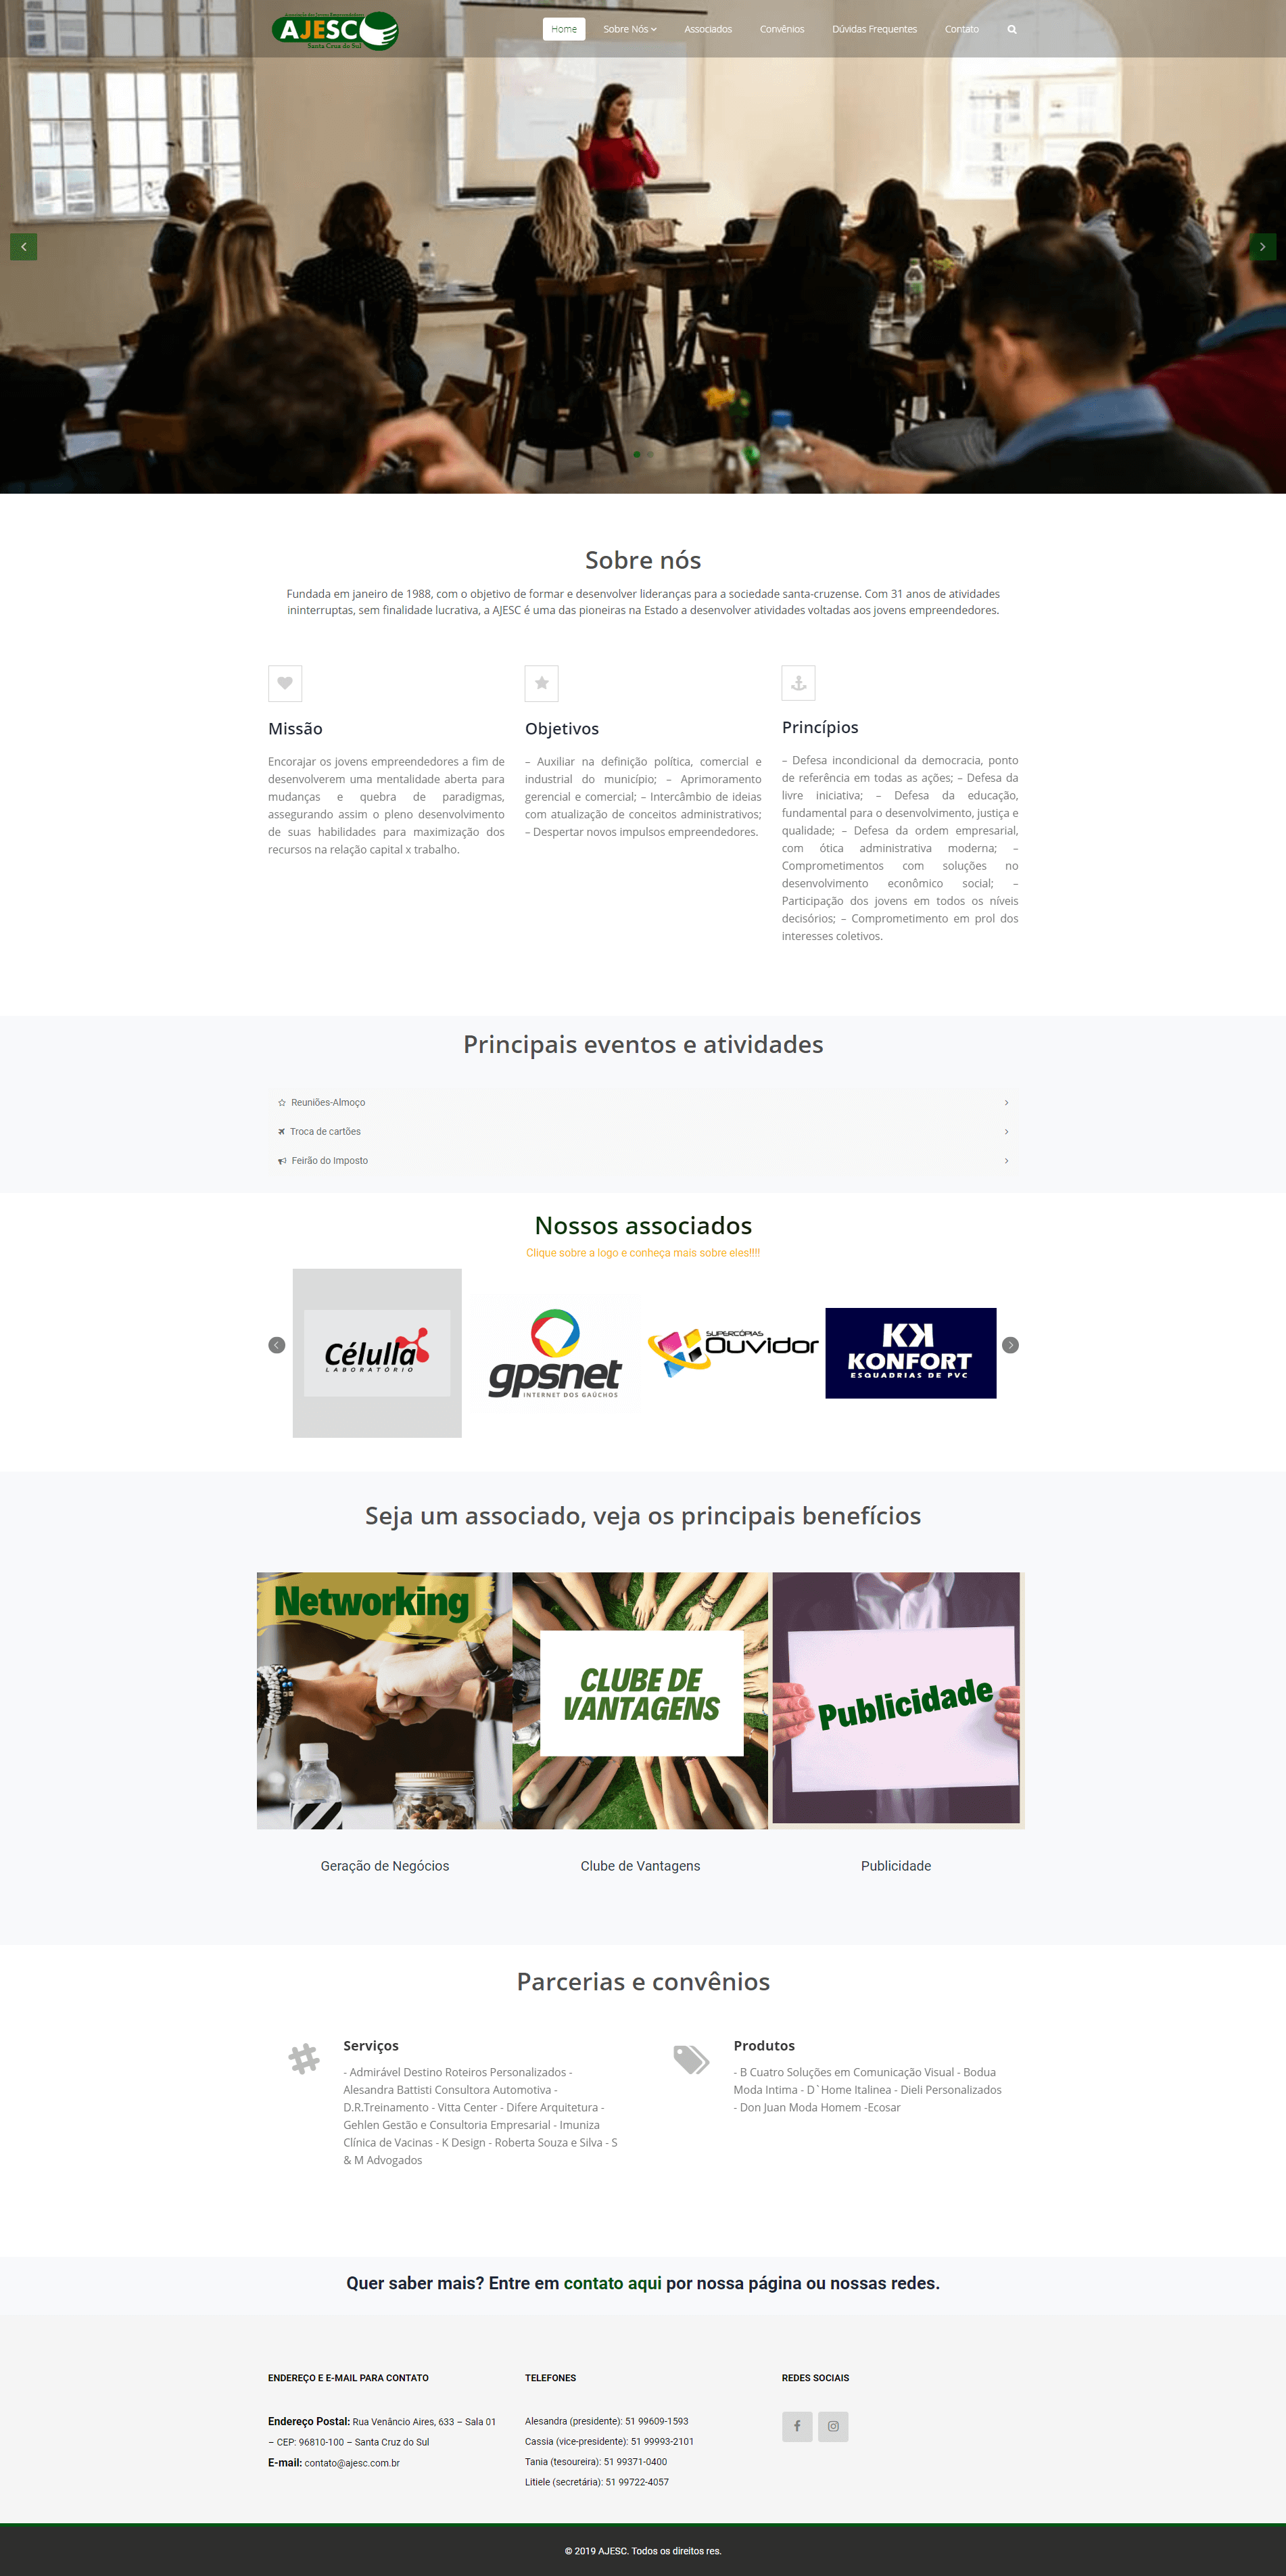 AJESC
Santa Cruz do Sul
Home
Sobre Nós
Associados
Convênios
Dúvidas Frequentes
Contato
Sobre nós
Fundada em janeiro de 1988, com o objetivo de formar e desenvolver lideranças para a sociedade santa-cruzense. Com 31 anos de atividades
ininterruptas, sem finalidade lucrativa, a AJESC é uma das pioneiras na Estado a desenvolver atividades voltadas aos jovens empreendedores.
Missão
Encorajar os jovens empreendedores a fim de
desenvolverem uma mentalidade aberta para
mudanças e quebra de paradigmas,
assegurando assim o pleno desenvolvimento
de suas habilidades para maximização dos
recursos na relação capital x trabalho.
Objetivos
– Auxiliar na definição política, comercial e
industrial do município; – Aprimoramento
gerencial e comercial; – Intercâmbio de ideias
com atualização de conceitos administrativos;
– Despertar novos impulsos empreendedores.
Princípios
– Defesa incondicional da democracia, ponto
de referência em todas as ações; – Defesa da
livre iniciativa; – Defesa da educação,
fundamental para o desenvolvimento, justiça e
qualidade; – Defesa da ordem empresarial,
com ótica administrativa moderna; –
Comprometimentos com soluções no
desenvolvimento econômico social; –
Participação dos jovens em todos os níveis
decisórios; – Comprometimento em prol dos
interesses coletivos.
Principais eventos e atividades
Reuniões-Almoço
Troca de cartões
Feirão do Imposto
Nossos associados
Clique sobre a logo e conheça mais sobre eles!!!!
Célulla
LABORATÓRIO
gpsnet
INTERNET DOS GAÚCHOS
SUPERCÓPIAS
Ouvidor
KK
KONFORT
ESQUADRIAS DE PVC
Seja um associado, veja os principais benefícios
Networking
CLUBE DE
VANTAGENS
Publicidade
Geração de Negócios
Clube de Vantagens
Publicidade
Parcerias e convênios
Serviços
- Admirável Destino Roteiros Personalizados -
Alesandra Battisti Consultora Automotiva -
D.R.Treinamento - Vitta Center - Difere Arquitetura -
Gehlen Gestão e Consultoria Empresarial - Imuniza
Clínica de Vacinas - K Design - Roberta Souza e Silva - S
& M Advogados
Produtos
- B Cuatro Soluções em Comunicação Visual - Bodua
Moda Intima - D`Home Italinea - Dieli Personalizados
- Don Juan Moda Homem -Ecosar
Quer saber mais? Entre em contato aqui por nossa página ou nossas redes.
ENDEREÇO E E-MAIL PARA CONTATO
Endereço Postal: Rua Venâncio Aires, 633 – Sala 01
– CEP: 96810-100 – Santa Cruz do Sul
E-mail: contato@ajesc.com.br
TELEFONES
Alesandra (presidente): 51 99609-1593
Cassia (vice-presidente): 51 99993-2101
Tania (tesoureira): 51 99371-0400
Litiele (secretária): 51 99722-4057
REDES SOCIAIS
© 2019 AJESC. Todos os direitos res.